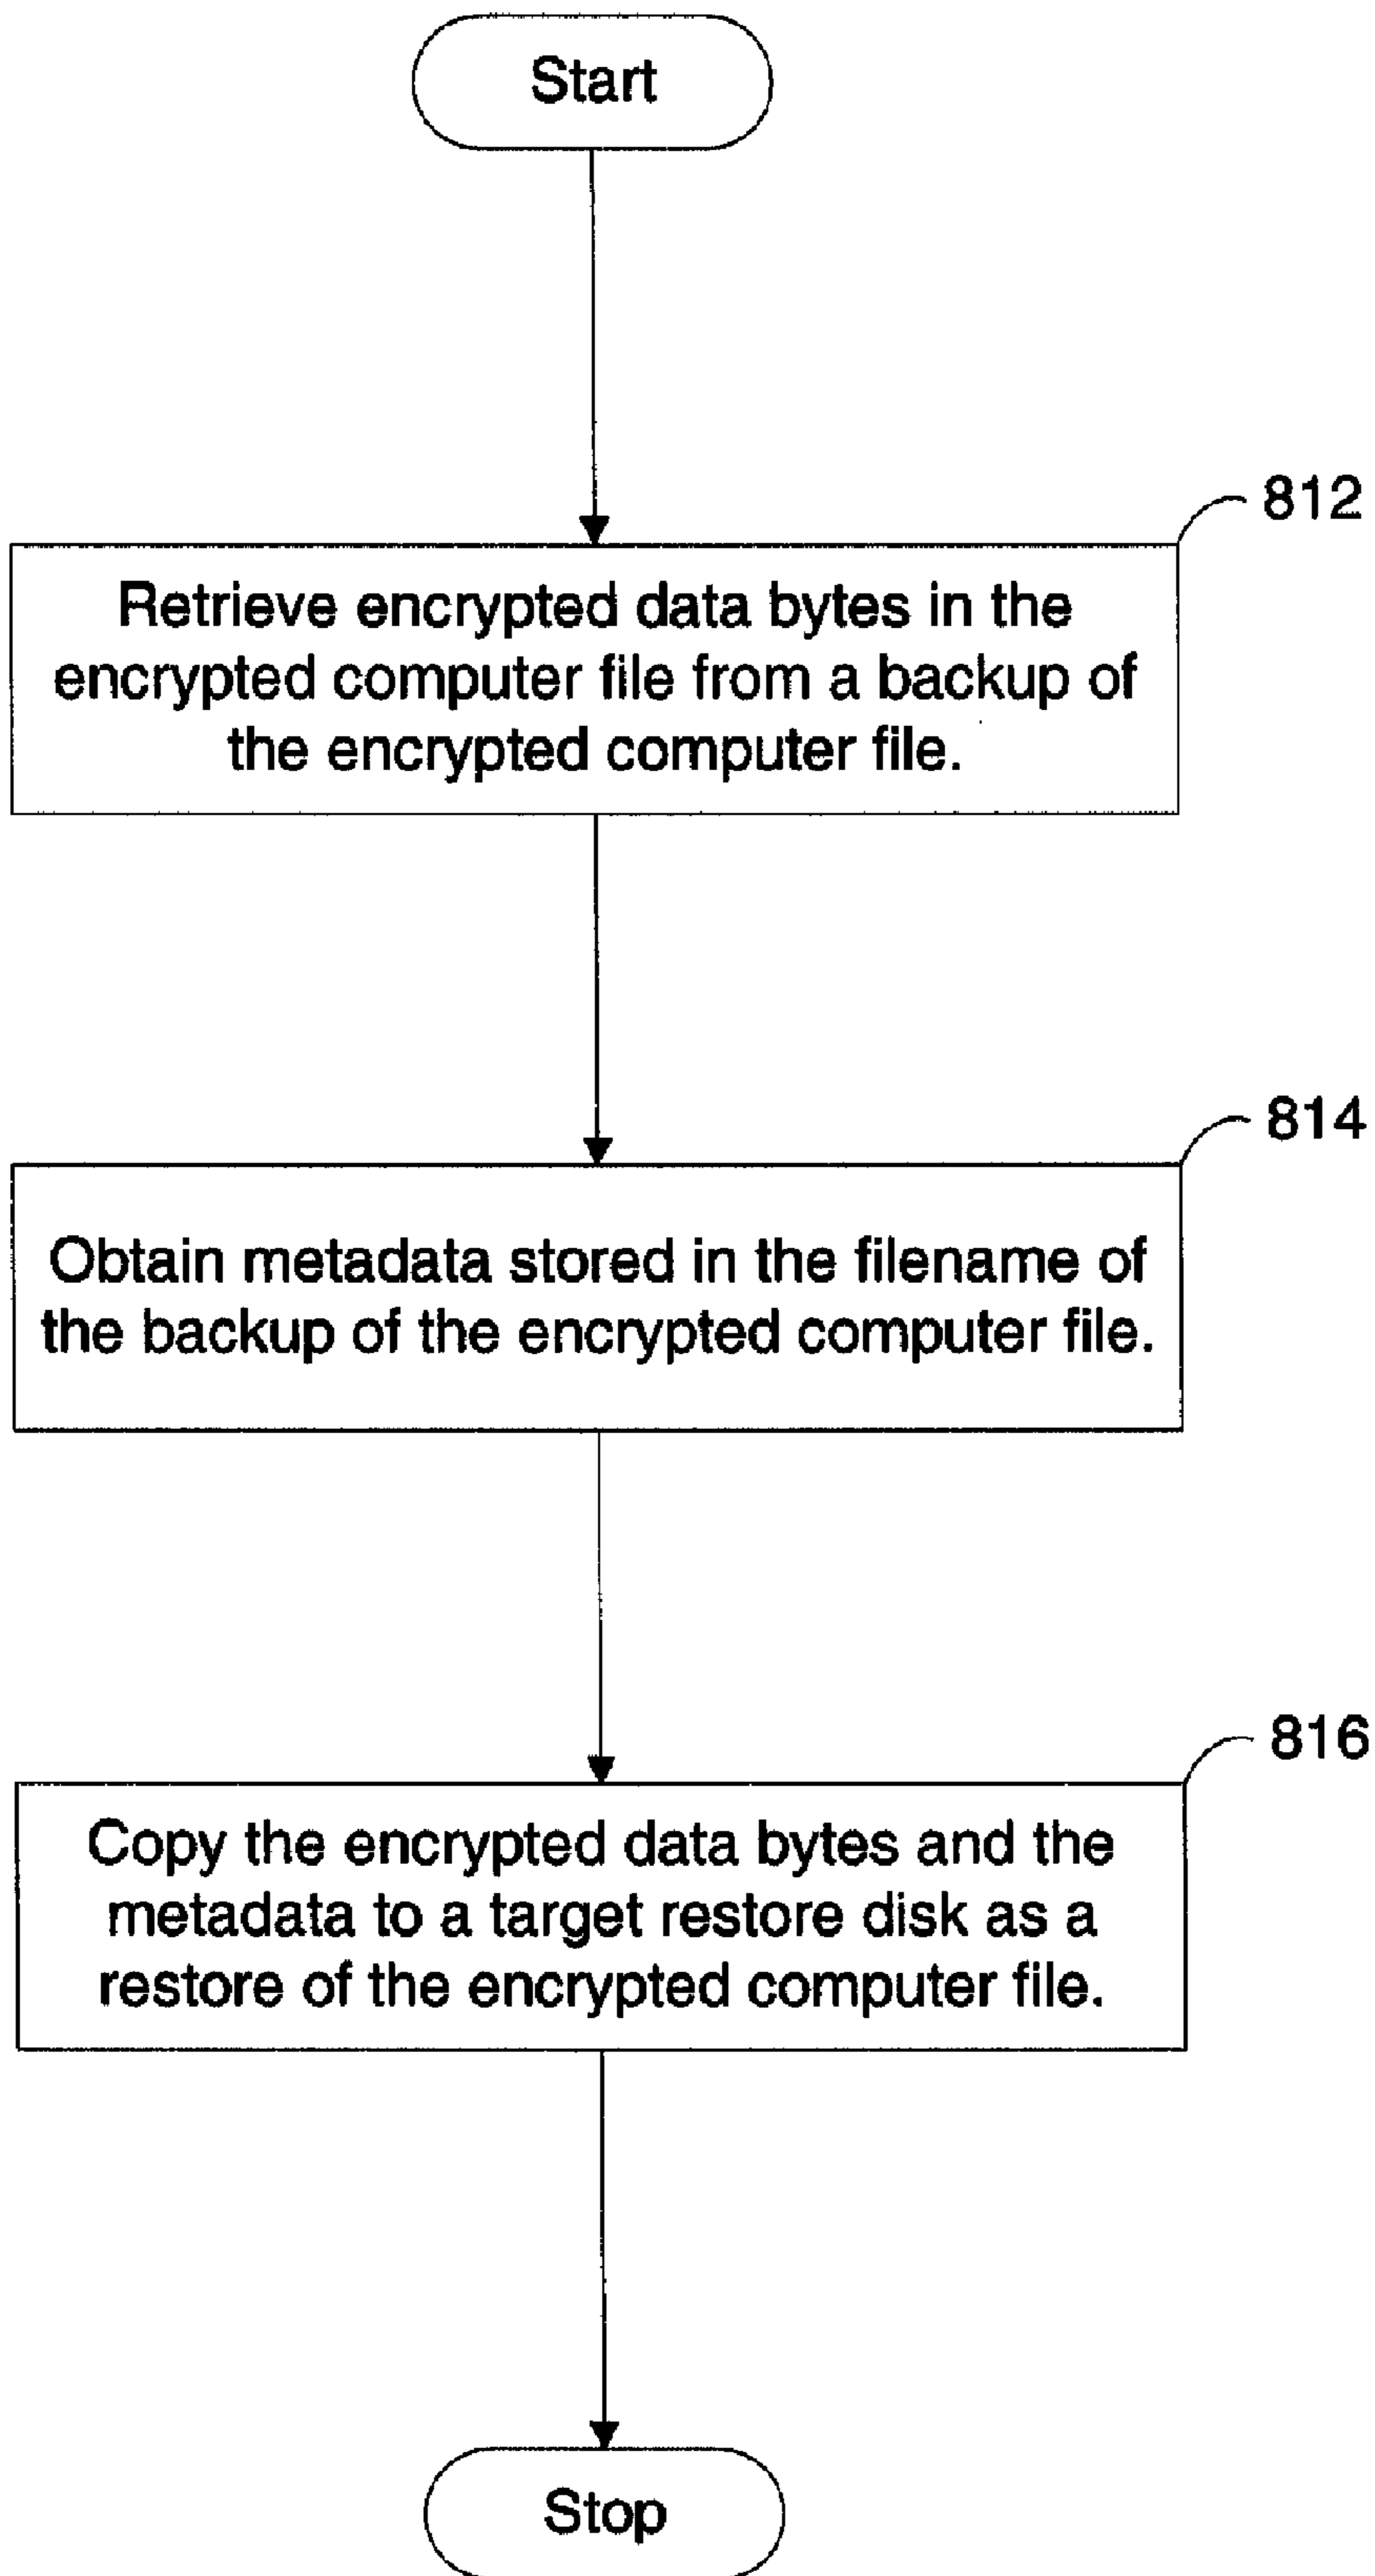 Start
812
Retrieve encrypted data bytes in the
encrypted computer file from a backup of
the encrypted computer file.
814
Obtain metadata stored in the filename of
the backup of the encrypted computer file.
816
Copy the encrypted data bytes and the
metadata to a target restore disk as a
restore of the encrypted computer file.
Stop